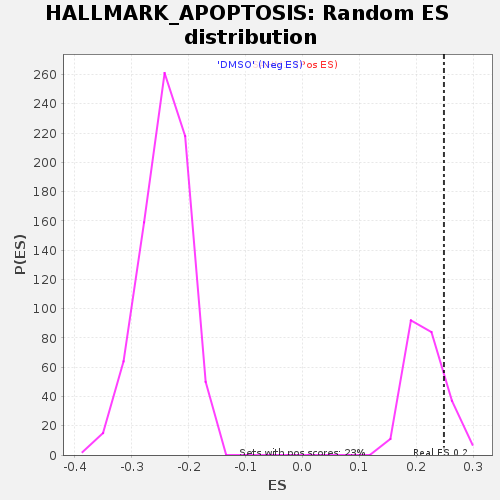 HALLMARK_APOPTOSIS: Random ES
distribution
'DMSO' (Neg ES)
os ES)
260
240
220
200
180
160
140
120
100
80
60
40
20
0
P(ES)
Sets with pos scores: 23%
Real ES 0.2
-0.4 -0.3 -0.2 -0.1 0.0 0.1 0.2 0.3
ES